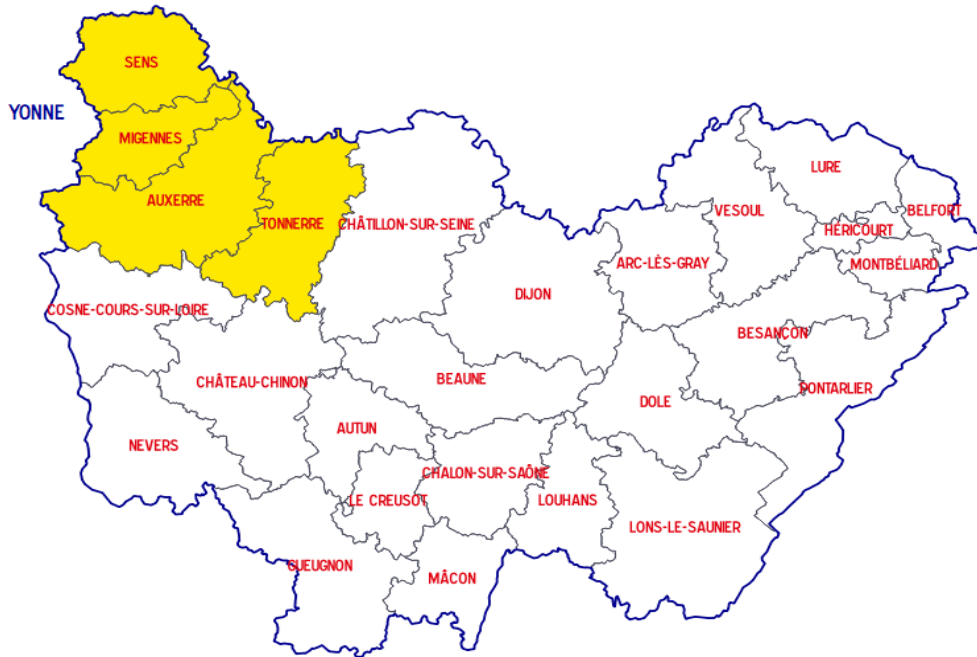 SENS
YONNE
MIGENNES
LURE
AUXERRE
BELFORT
VESOUL
TONNERRE
CHÂTILLON-SUR-SEINE
HÉRICOURT
ARC-LÈS-GRAY
MONTBÉLIARD
DIJON
COSNE-COURS-SUR-LOIRE
BESANÇON
CHÂTEAU-CHINON
BEAUNE
PONTARLIER
DOLE
AUTUN
NEVERS
CHALON-SUR-SAÔNE
LE CREUSOT
LOUHANS
LONS-LE-SAUNIER
GUEUGNON
MÂCON